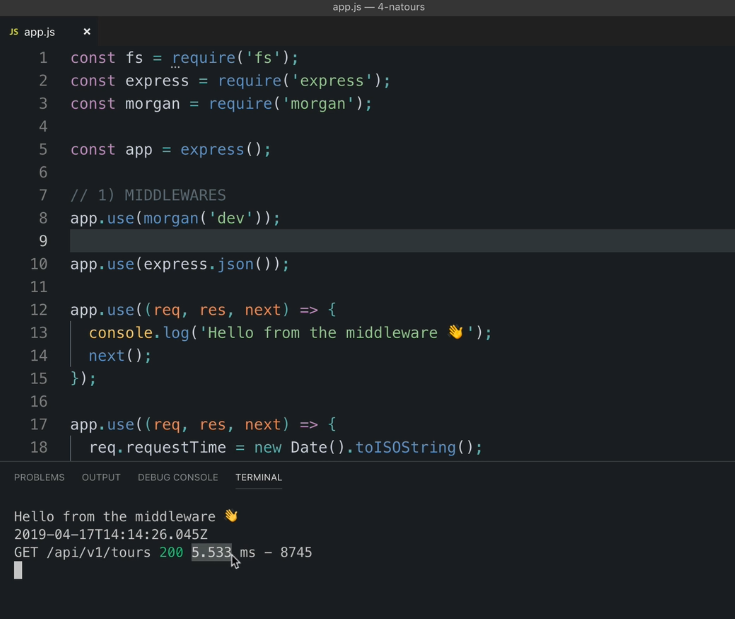 app.js — 4-natours
JS app.js ×
1 const fs = require('fs');
2 const express = require('express');
3 const morgan = require('morgan');
4
5 const app = express();
6
7 // 1) MIDDLEWARES
8 app.use(morgan('dev'));
9
10 app.use(express.json());
11
12 app.use((req, res, next) => {
13 console.log('Hello from the middleware 👋');
14 next();
15 });
16
17 app.use((req, res, next) => {
18 req.requestTime = new Date().toISOString();
PROBLEMS OUTPUT DEBUG CONSOLE TERMINAL
Hello from the middleware 👋
2019-04-17T14:14:26.045Z
GET /api/v1/tours 200 5.533 ms - 8745